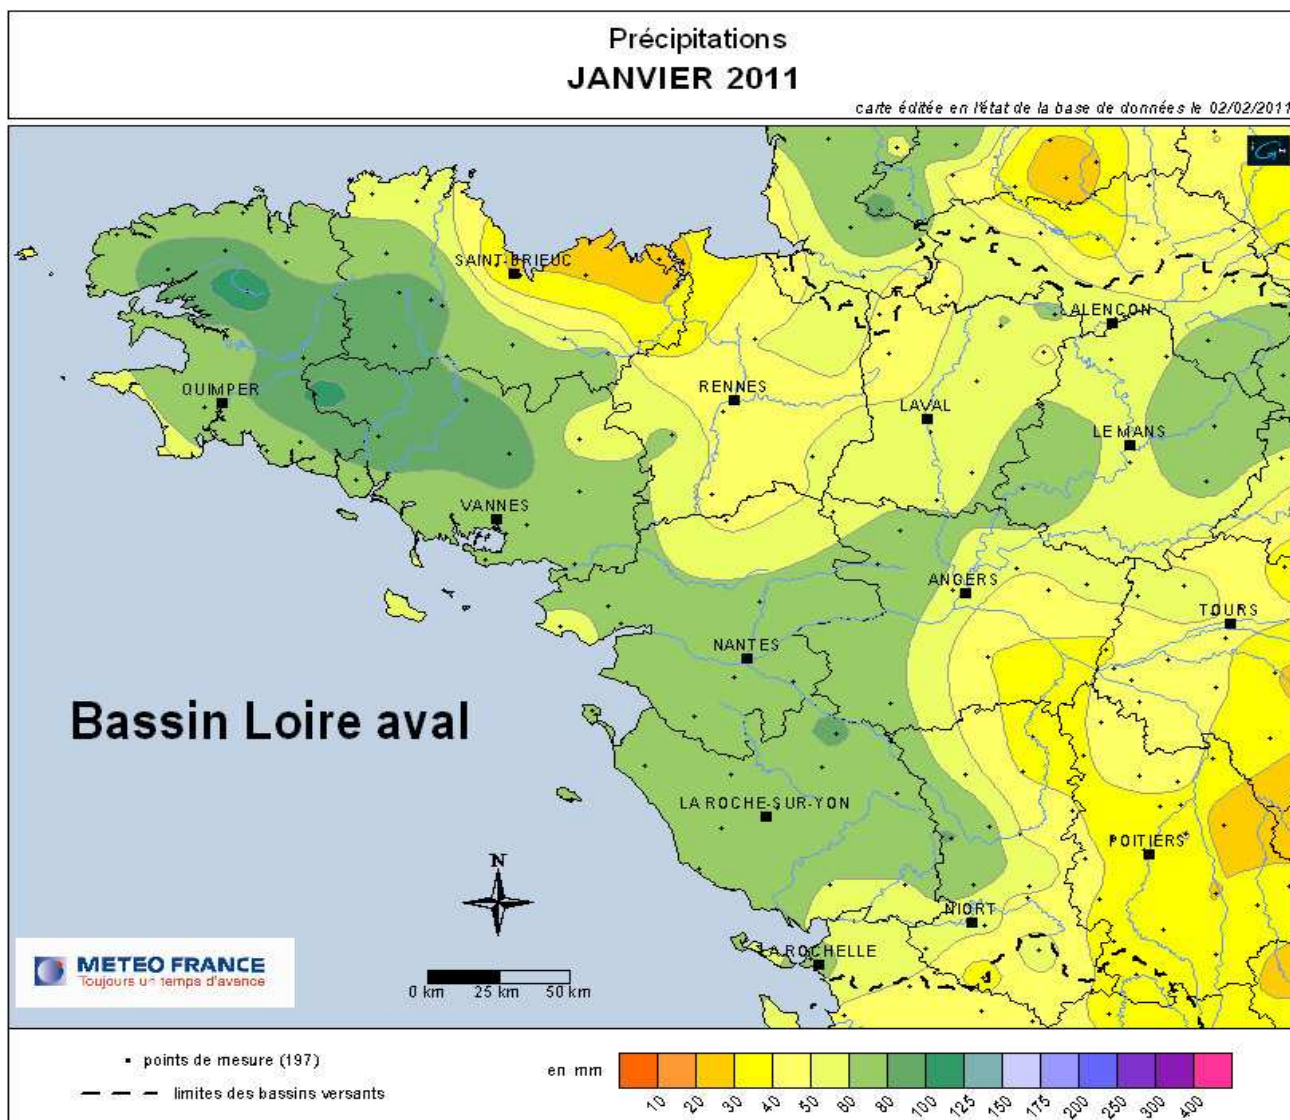 Précipitations
JANVIER 2011
carte éditée en l'état de la base de données le 02/02/2011
SAINT-BRIEUC
ALENCON
QUIMPER
RENNES
LAVAL
LE MANS
VANNES
ANGERS
TOURS
NANTES
Bassin Loire aval
LA ROCHE-SUR-YON
POITIERS
N
NIORT
LA ROCHELLE
METEO FRANCE
Toujours un temps d'avance
0 km 25 km 50 km
points de mesure (197)
limites des bassins versants
en mm
10 20 30 40 50 60 80 100 125 150 175 200 250 300 400